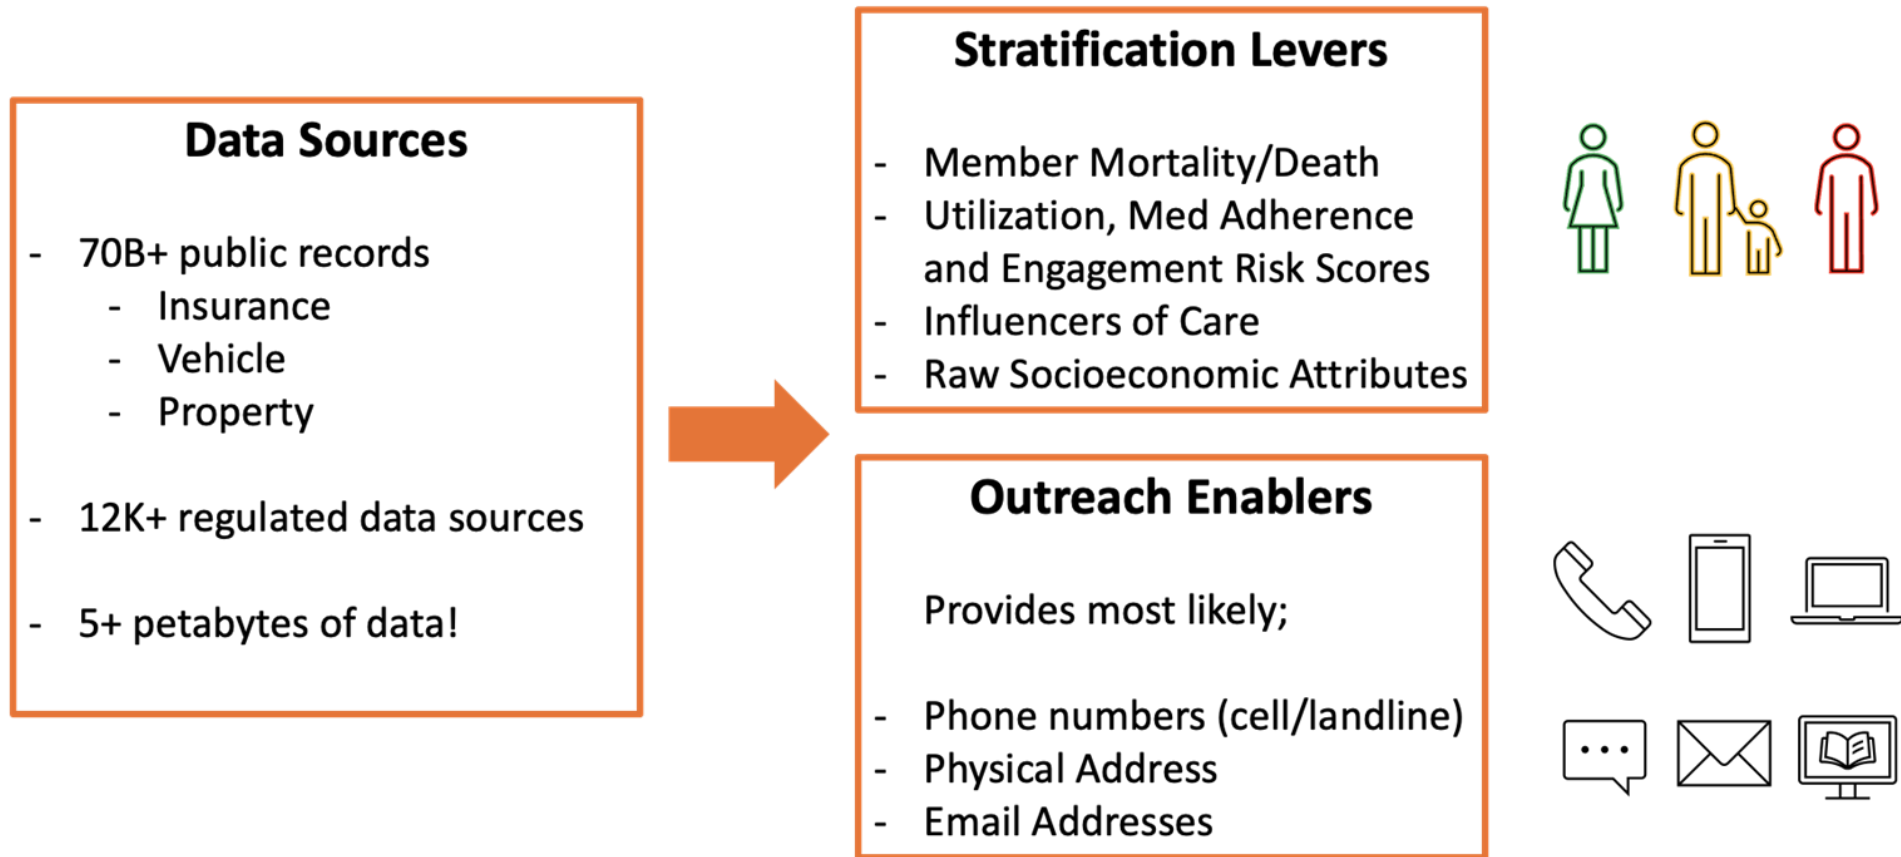 Data Sources
- 70B+ public records
- Insurance
- Vehicle
- Property
- 12K+ regulated data sources
- 5+ petabytes of data!
Stratification Levers
- Member Mortality/Death
- Utilization, Med Adherence
and Engagement Risk Scores
- Influencers of Care
- Raw Socioeconomic Attributes
Outreach Enablers
Provides most likely;
- Phone numbers (cell/landline)
- Physical Address
- Email Addresses